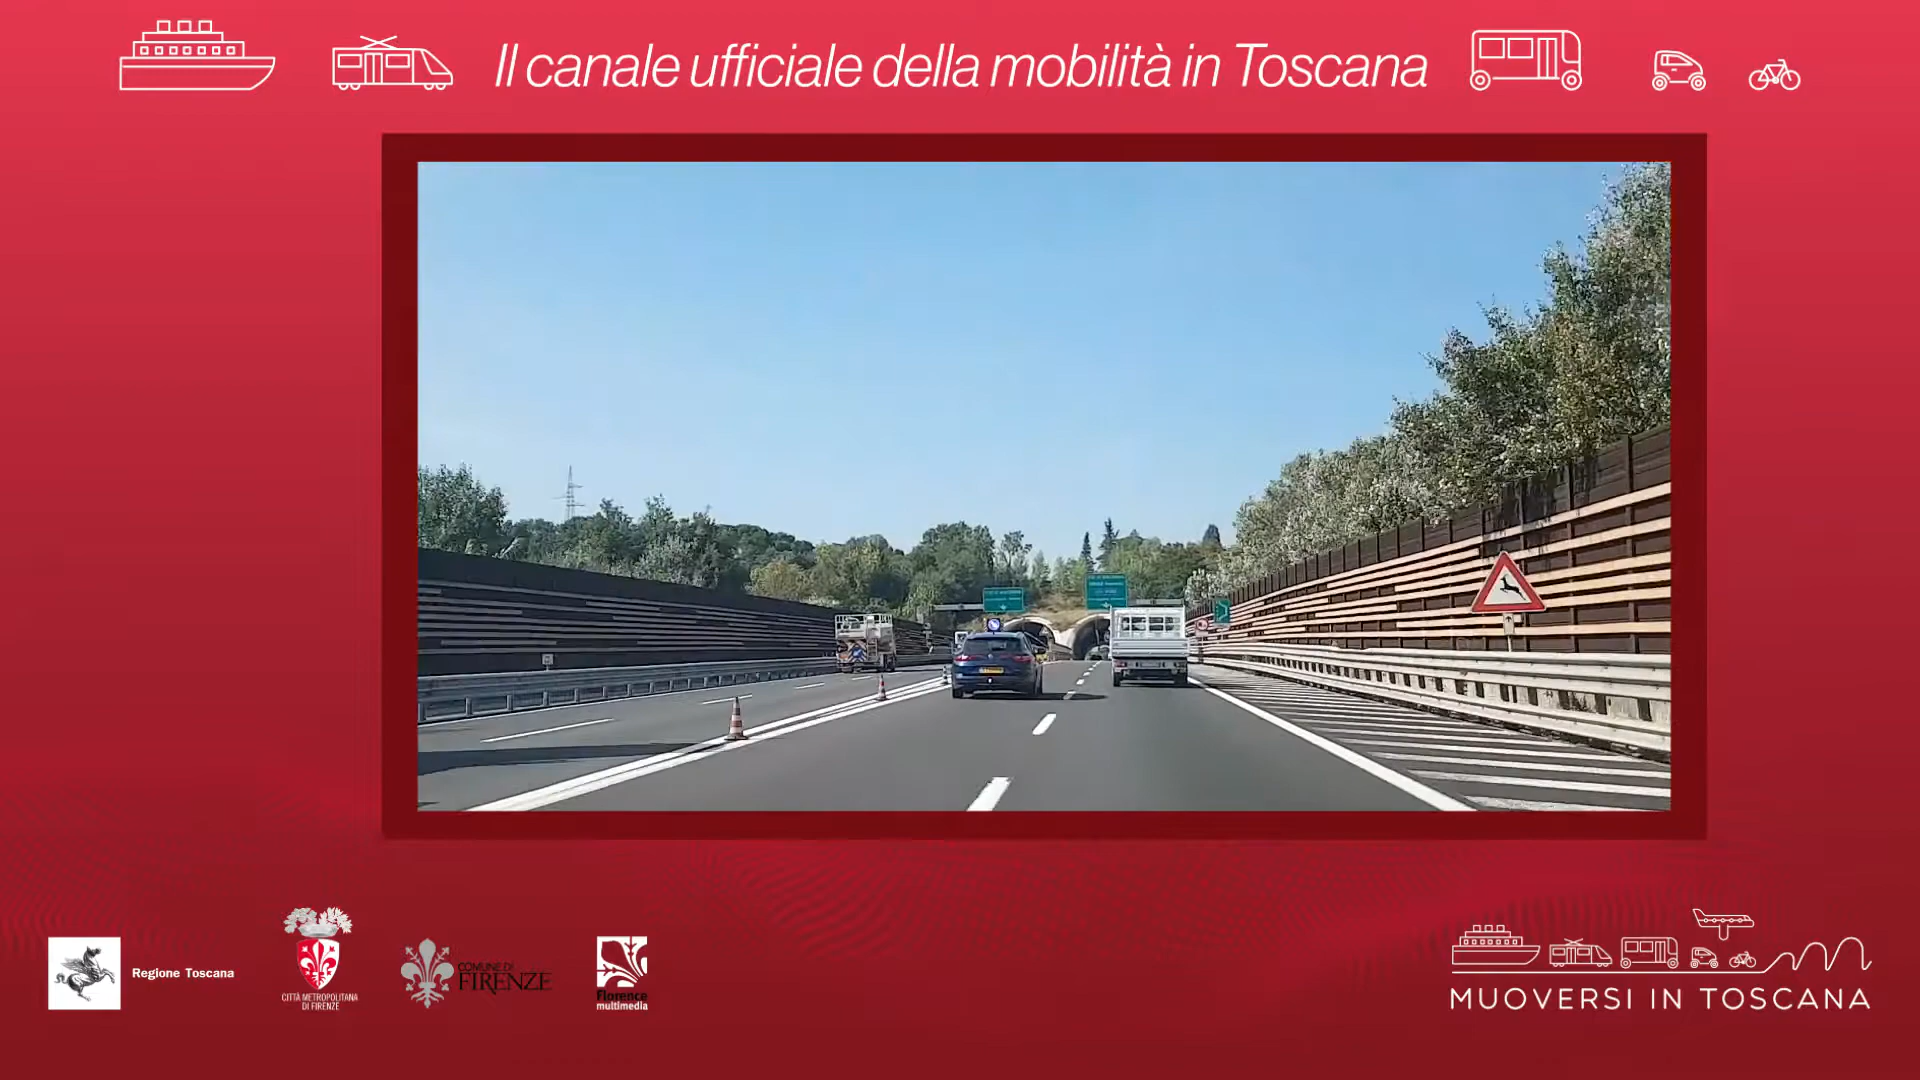 Il canale ufficiale della mobilità in Toscana
Regione Toscana
CITTÀ METROPOLITANA
DI FIRENZE
COMUNE DI
FIRENZE
Florence
multimedia
MUOVERSI IN TOSCANA